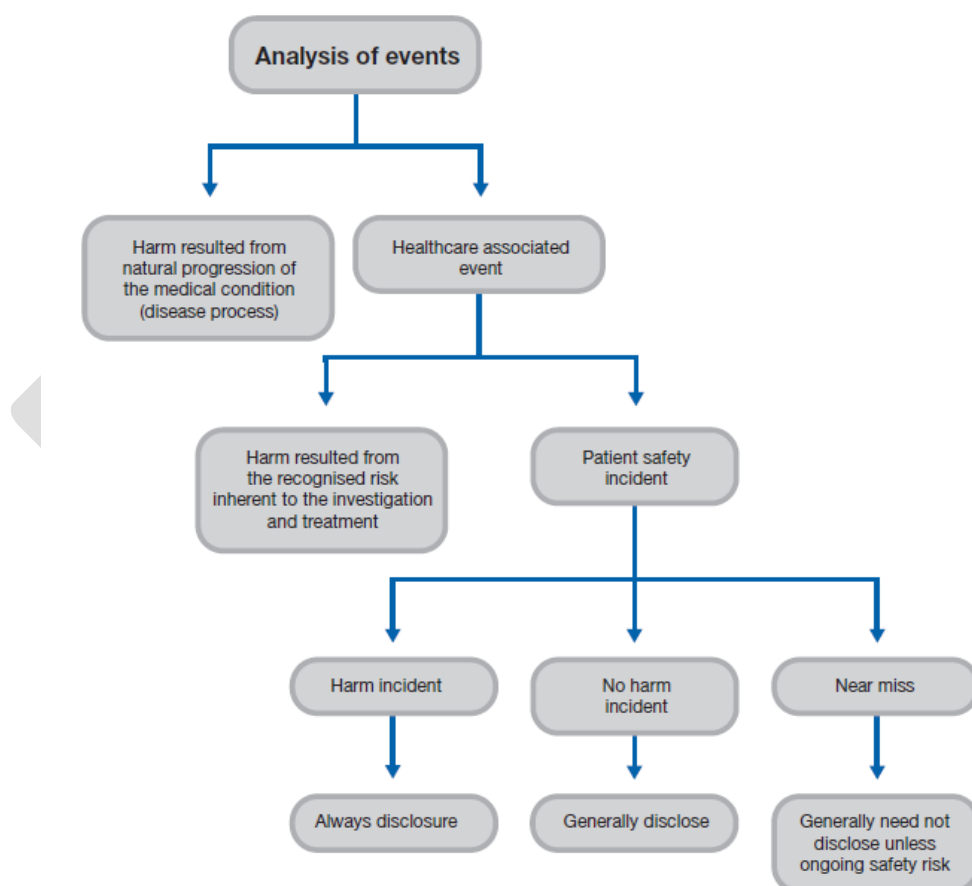 Analysis of events
Harm resulted from
natural progression of
the medical condition
(disease process)
Healthcare associated
event
Harm resulted from
the recognised risk
inherent to the investigation
and treatment
Patient safety
incident
Harm incident
No harm
incident
Near miss
Always disclosure
Generally disclose
Generally need not
disclose unless
ongoing safety risk